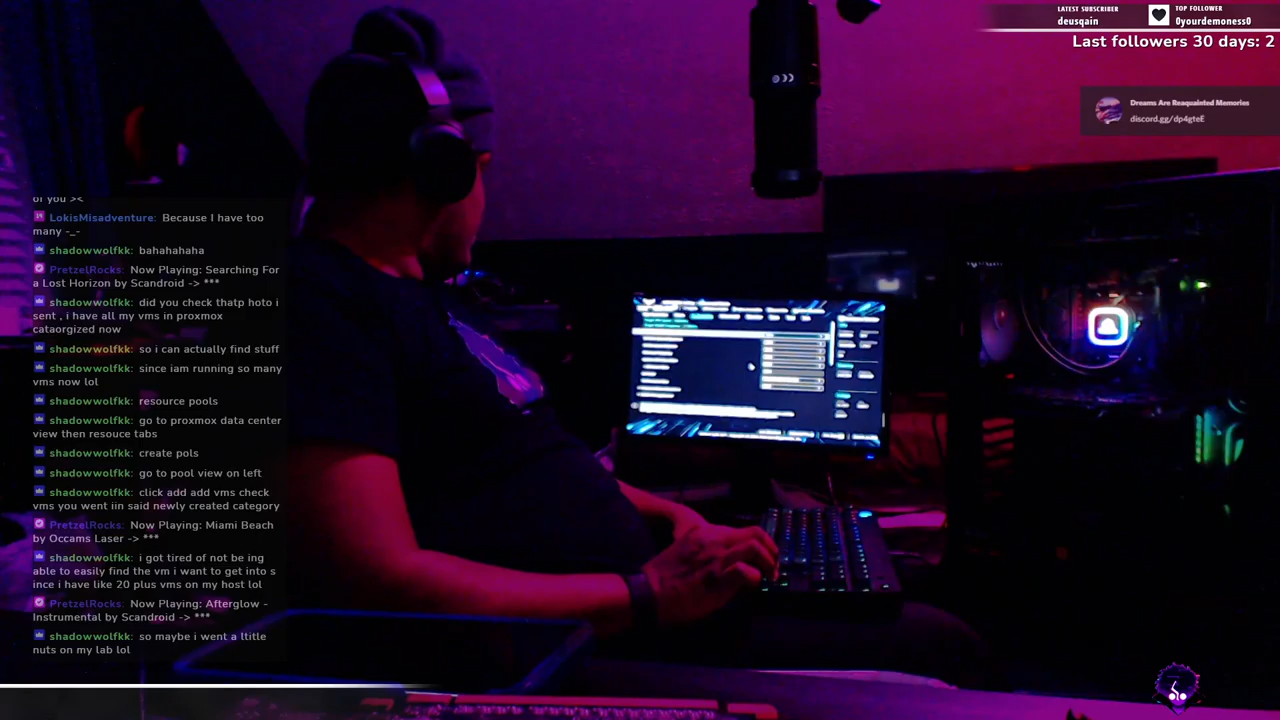 LATEST SUBSCRIBER
deusqain
TOP FOLLOWER
0yourdemoness0
Last followers 30 days: 2
Dreams Are Reaquainted Memories
discord.gg/dp4gteE
of you ><
LokisMisadventure: Because I have too
many -_-
shadowwolfkk: bahahahaha
PretzelRocks: Now Playing: Searching For
a Lost Horizon by Scandroid -> ***
shadowwolfkk: did you check thatp hoto i
sent , i have all my vms in proxmox
cataorgized now
shadowwolfkk: so i can actually find stuff
shadowwolfkk: since iam running so many
vms now lol
shadowwolfkk: resource pools
shadowwolfkk: go to proxmox data center
view then resouce tabs
shadowwolfkk: create pols
shadowwolfkk: go to pool view on left
shadowwolfkk: click add add vms check
vms you went iin said newly created category
PretzelRocks: Now Playing: Miami Beach
by Occams Laser -> ***
shadowwolfkk: i got tired of not be ing
able to easily find the vm i want to get into s
ince i have like 20 plus vms on my host lol
PretzelRocks: Now Playing: Afterglow -
Instrumental by Scandroid -> ***
shadowwolfkk: so maybe i went a ltitle
nuts on my lab lol